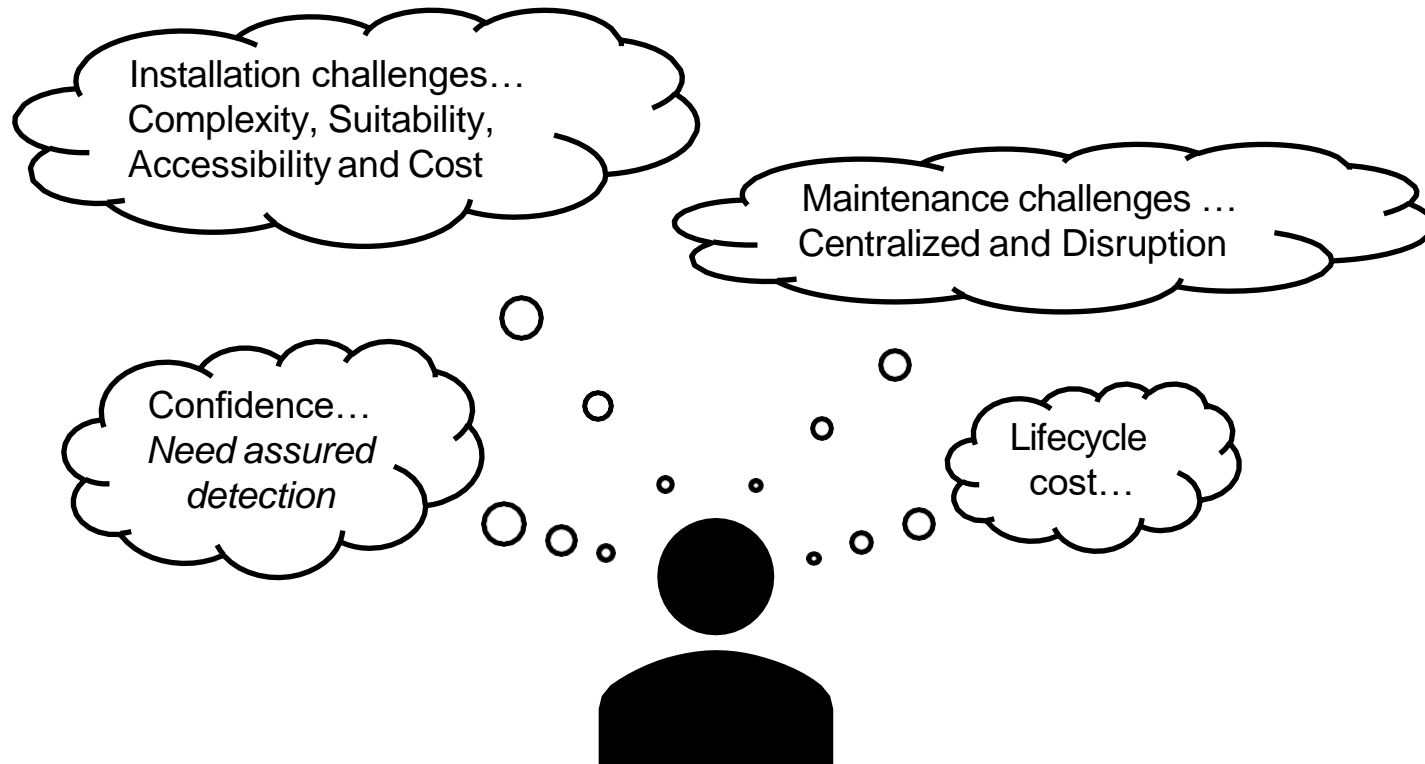 Installation challenges…
Complexity, Suitability,
Accessibility and Cost
Maintenance challenges …
Centralized and Disruption
Confidence…
Need assured
detection
Lifecycle
cost…